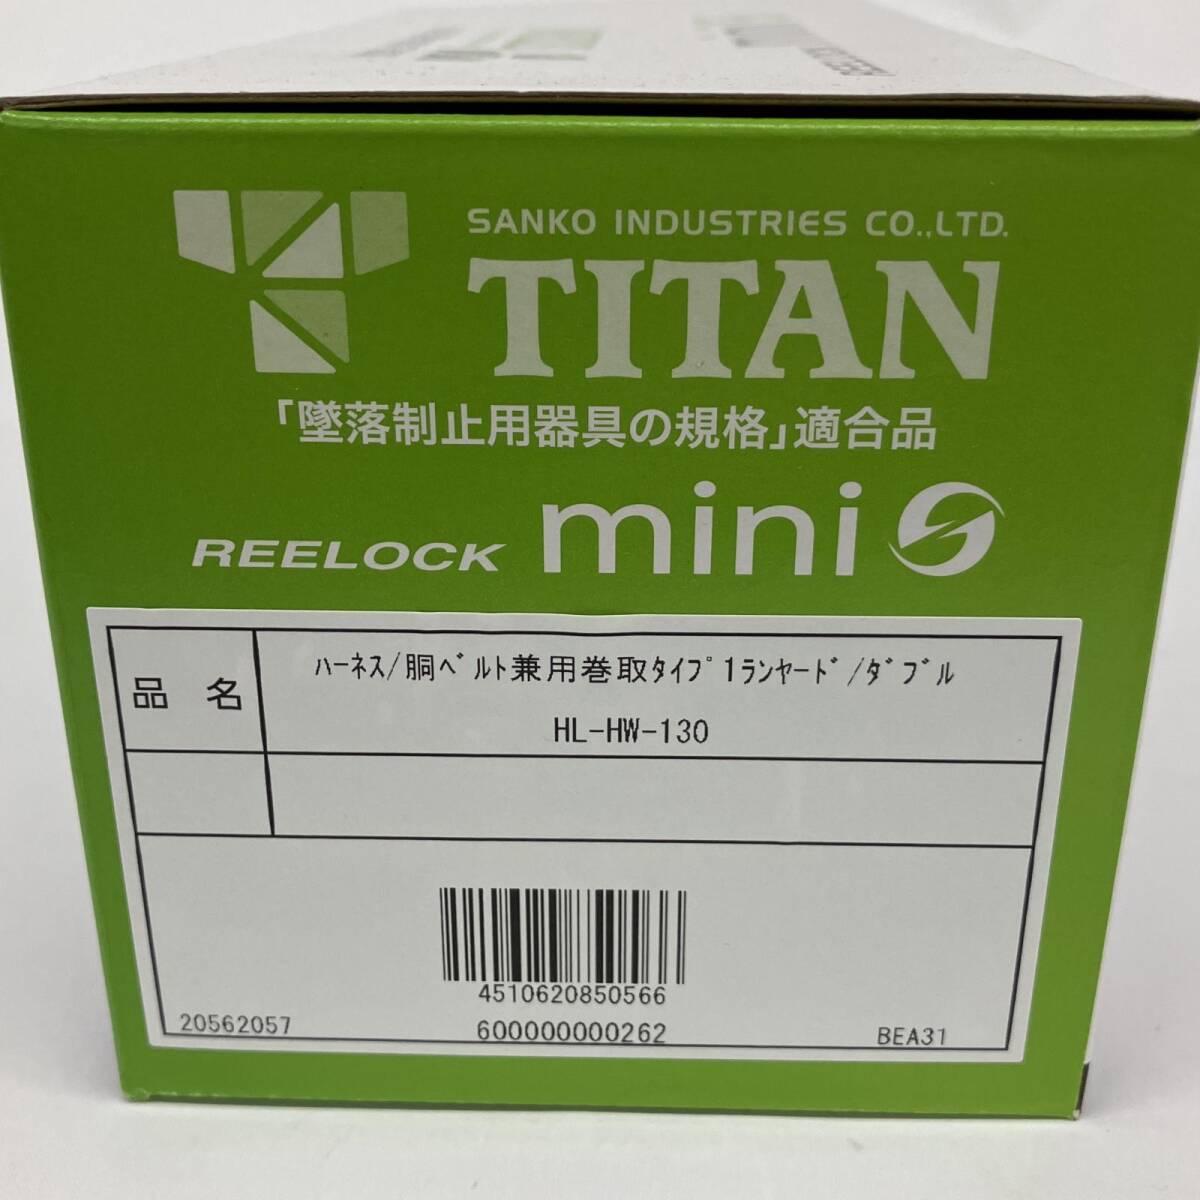 SANKO INDUSTRIES CO.,LTD.
TITAN
「墜落制止用器具の規格」適合品
REELOCK mini S
品 名
ﾊｰﾈｽ/胴ﾍﾞﾙﾄ兼用巻取ﾀｲﾌﾟ1ﾗﾝﾔｰﾄﾞ/ﾀﾞﾌﾞﾙ
HL-HW-130
4510620850566
20562057
600000000262
BEA31